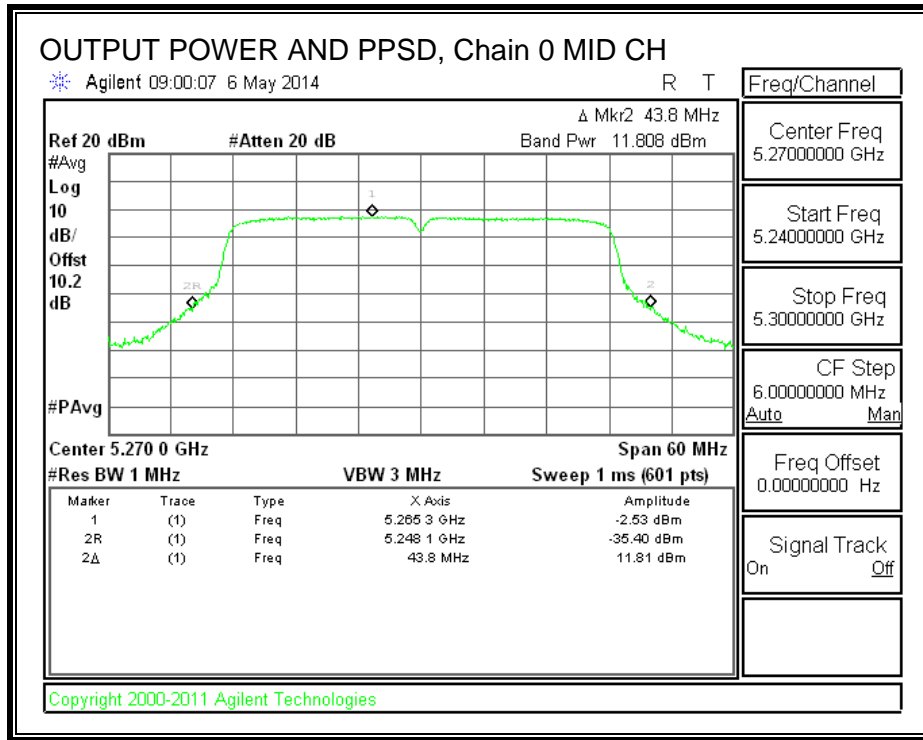 OUTPUT POWER AND PPSD, Chain 0 MID CH
Agilent 09:00:07 6 May 2014 R T
Freq/Channel
Δ Mkr2 43.8 MHz
Ref 20 dBm #Atten 20 dB Band Pwr 11.808 dBm
#Avg
Log
10
dB/
Offst
10.2
dB
#PAvg
1
2R
2
Center 5.270 0 GHz Span 60 MHz
#Res BW 1 MHz VBW 3 MHz Sweep 1 ms (601 pts)
Marker Trace Type X Axis Amplitude
1 (1) Freq 5.265 3 GHz -2.53 dBm
2R (1) Freq 5.248 1 GHz -35.40 dBm
2Δ (1) Freq 43.8 MHz 11.81 dBm
Center Freq
5.27000000 GHz
Start Freq
5.24000000 GHz
Stop Freq
5.30000000 GHz
CF Step
6.00000000 MHz
Auto Man
Freq Offset
0.00000000 Hz
Signal Track
On Off
Copyright 2000-2011 Agilent Technologies